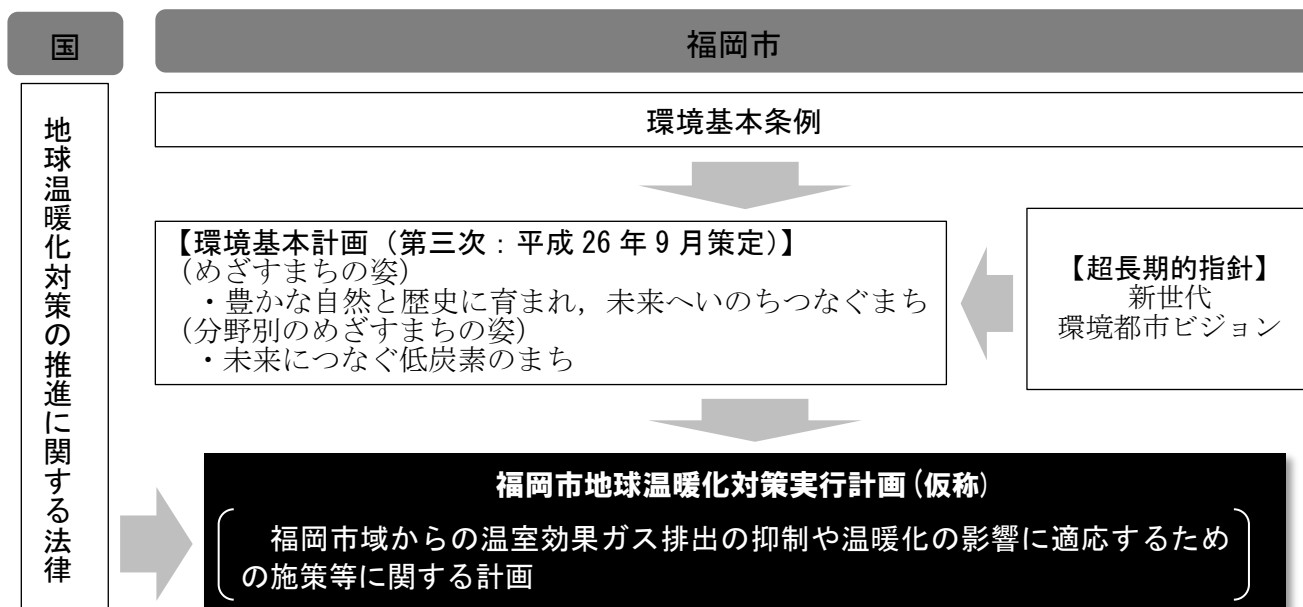 国
福岡市
地球温暖化対策の推進に関する法律
環境基本条例
【環境基本計画（第三次：平成 26 年 9 月策定）】
（めざすまちの姿）
・豊かな自然と歴史に育まれ，未来へいのちつなぐまち
（分野別のめざすまちの姿）
・未来につなぐ低炭素のまち
【超長期的指針】
新世代
環境都市ビジョン
福岡市地球温暖化対策実行計画（仮称）
福岡市域からの温室効果ガス排出の抑制や温暖化の影響に適応するため
の施策等に関する計画